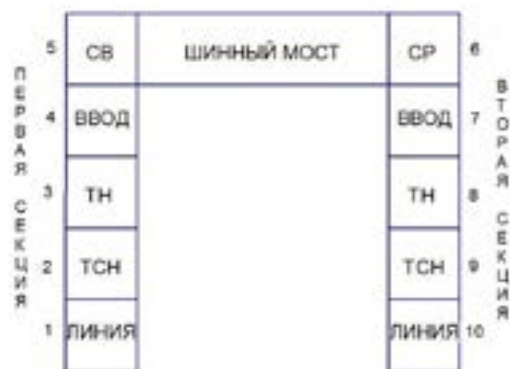 5 СВ ШИННЫЙ МОСТ СР 6
4 ВВОД ВВОД 7
3 ТН ТН 8
2 ТСН ТСН 9
1 ЛИНИЯ ЛИНИЯ 10
ПЕРВАЯ СЕКЦИЯ
ВТОРАЯ СЕКЦИЯ